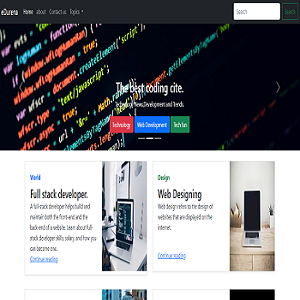 eDurena
Home about Contact us Topics
Search
Search
The best coding cite.
Technology News, Development and Trends
Technology
Web Development
Tech fun
World
Full stack developer.
A full-stack developer helps build and
maintain both the front-end and the
back-end of a website. Learn about full-
stack developer skills, salary, and how you
can become one.
Continue reading
Design
Web Designing
Web design refers to the design of
websites that are displayed on the
internet.
Continue reading